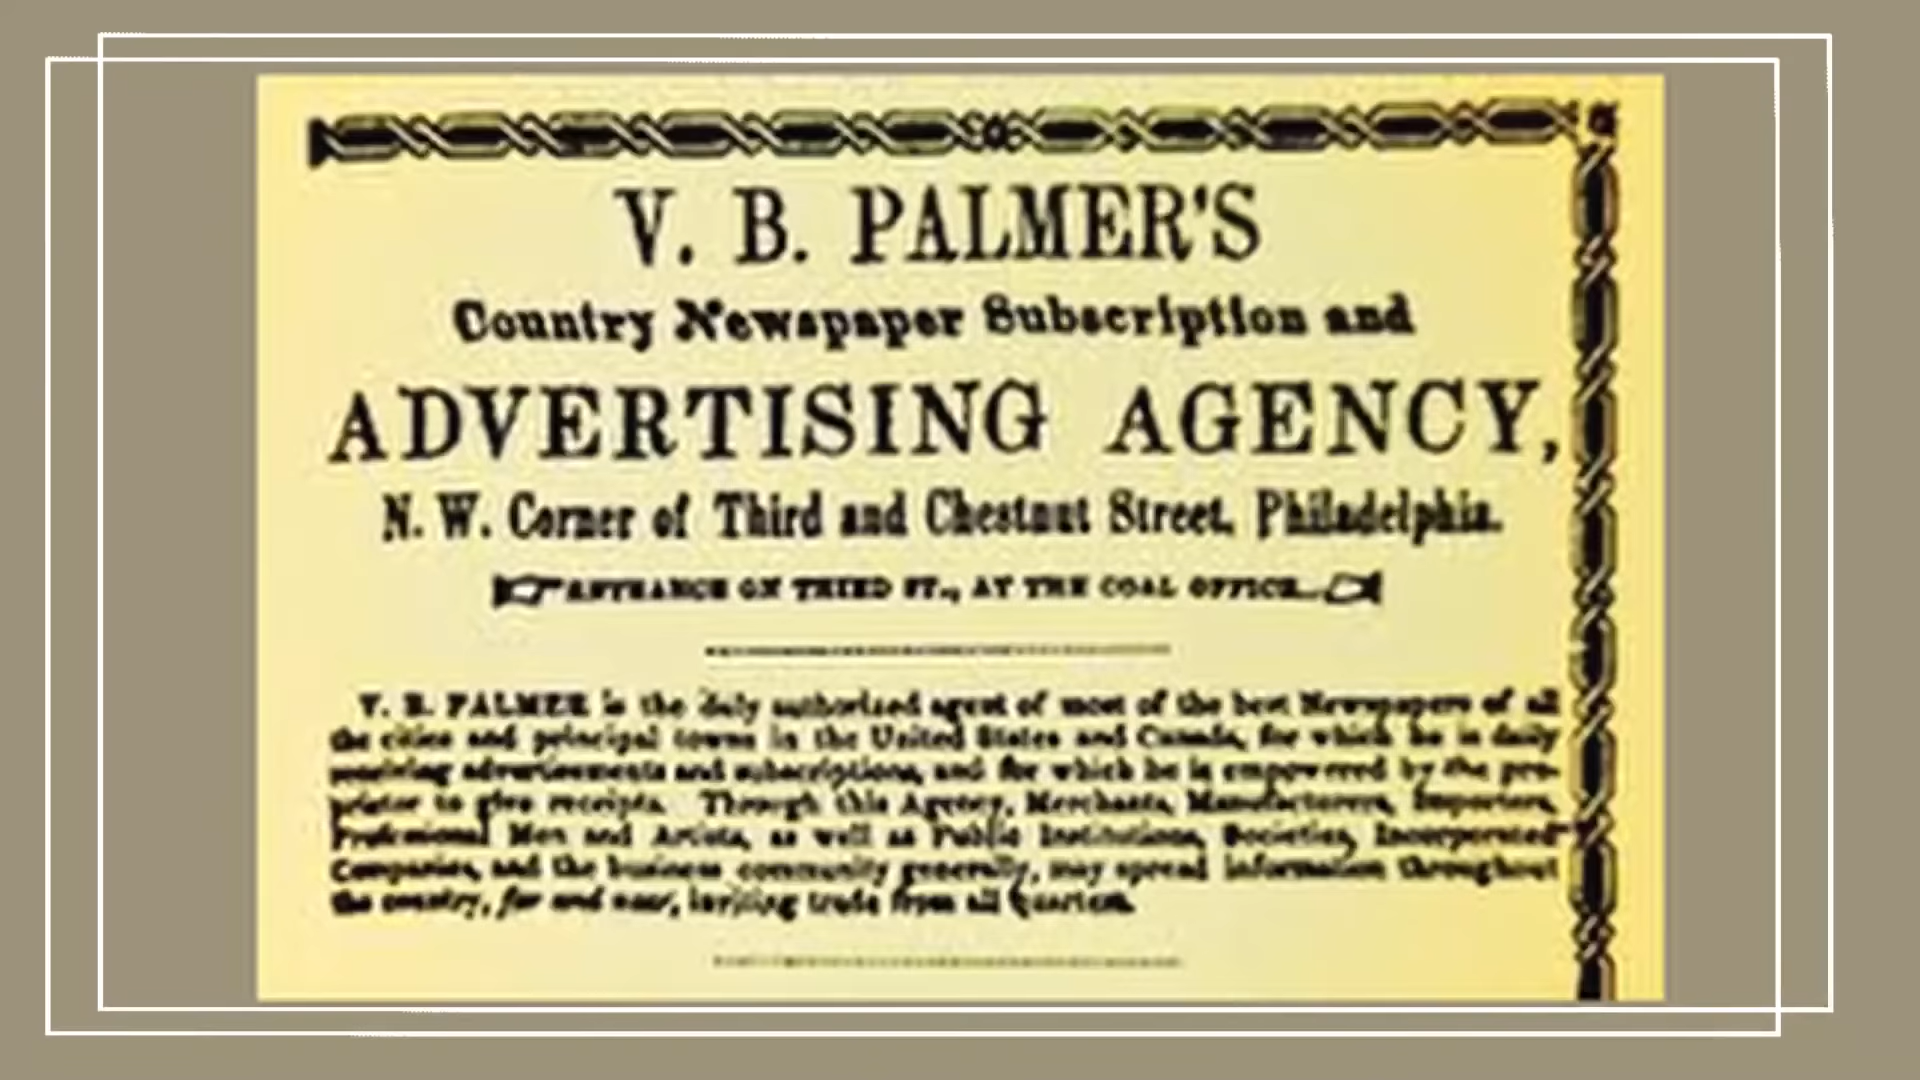 V. B. PALMER'S
Country Newspaper Subscription and
ADVERTISING AGENCY,
N. W. Corner of Third and Chestnut Street, Philadelphia.
ENTRANCE ON THIRD ST., AT THE COAL OFFICE.
V. B. PALMER is the duly authorized agent of most of the best Newspapers of all
the cities and principal towns in the United States and Canada, for which he is daily
receiving advertisements and subscriptions, and for which he is empowered by the pro-
prietor to give receipts. Through this Agency, Merchants, Manufacturers, Importers,
Professional Men and Artists, as well as Public Institutions, Societies, Incorporated
Companies, and the business community generally, may spread information throughout
the country, far and near, inviting trade from all quarters.